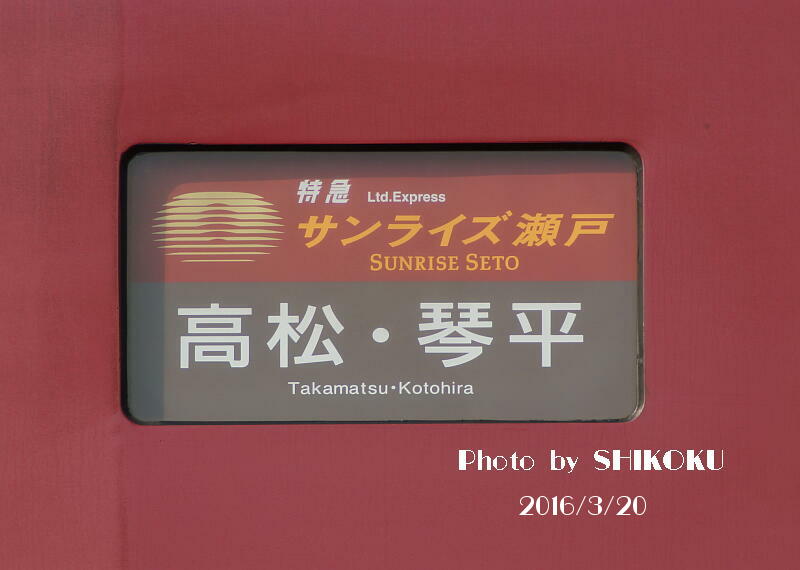 特急 Ltd.Express
サンライズ瀬戸
SUNRISE SETO
高松・琴平
Takamatsu・Kotohira
Photo by SHIKOKU
2016/3/20